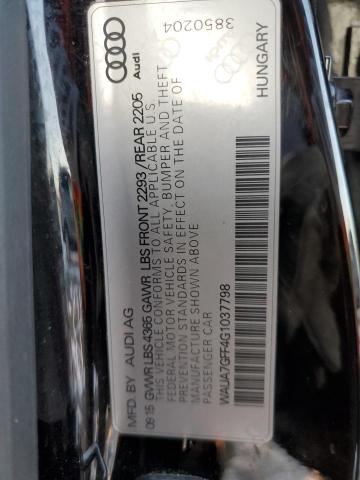 Audi
3850204
MFD. BY AUDI AG
09 15 GVWR LBS 4365 GAWR LBS FRONT 2293 / REAR 2205
THIS VEHICLE CONFORMS TO ALL APPLICABLE U.S.
FEDERAL MOTOR VEHICLE SAFETY, BUMPER AND THEFT
PREVENTION STANDARDS IN EFFECT ON THE DATE OF
MANUFACTURE SHOWN ABOVE
PASSENGER CAR
HUNGARY
WAUA7GFF4G1037798